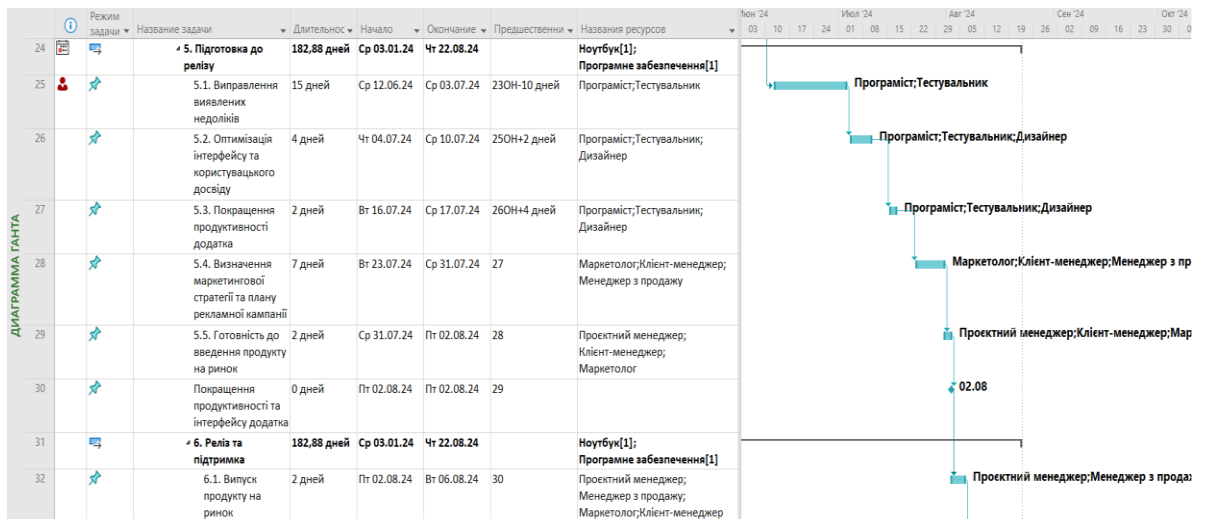 Режим задачи Название задачи Длительнос Начало Окончание Предшественни Названия ресурсов
Июл '24 Авг '24 Сен '24 Окт '24
03 10 17 24 01 08 15 22 29 05 12 19 26 02 09 16 23 30
ДИАГРАММА ГАНТА
24 5. Підготовка до релізу 182,88 дней Ср 03.01.24 Чт 22.08.24 Ноутбук[1]; Програмне забезпечення[1]
25 5.1. Виправлення виявлених недоліків 15 дней Ср 12.06.24 Ср 03.07.24 23ОН-10 дней Програміст;Тестувальник
Програміст;Тестувальник
26 5.2. Оптимізація інтерфейсу та користувацького досвіду 4 дней Чт 04.07.24 Ср 10.07.24 25ОН+2 дней Програміст;Тестувальник; Дизайнер
Програміст;Тестувальник;Дизайнер
27 5.3. Покращення продуктивності додатка 2 дней Вт 16.07.24 Ср 17.07.24 26ОН+4 дней Програміст;Тестувальник; Дизайнер
Програміст;Тестувальник;Дизайнер
28 5.4. Визначення маркетингової стратегії та плану рекламної кампанії 7 дней Вт 23.07.24 Ср 31.07.24 27 Маркетолог;Клієнт-менеджер; Менеджер з продажу
Маркетолог;Клієнт-менеджер;Менеджер з пр
29 5.5. Готовність до введення продукту на ринок 2 дней Ср 31.07.24 Пт 02.08.24 28 Проєктний менеджер; Клієнт-менеджер; Маркетолог
Проєктний менеджер;Клієнт-менеджер;Мар
30 Покращення продуктивності та інтерфейсу додатка 0 дней Пт 02.08.24 Пт 02.08.24 29
02.08
31 6. Реліз та підтримка 182,88 дней Ср 03.01.24 Чт 22.08.24 Ноутбук[1]; Програмне забезпечення[1]
32 6.1. Випуск продукту на ринок 2 дней Пт 02.08.24 Вт 06.08.24 30 Проєктний менеджер; Менеджер з продажу; Маркетолог;Клієнт-менеджер
Проєктний менеджер;Менеджер з продаж